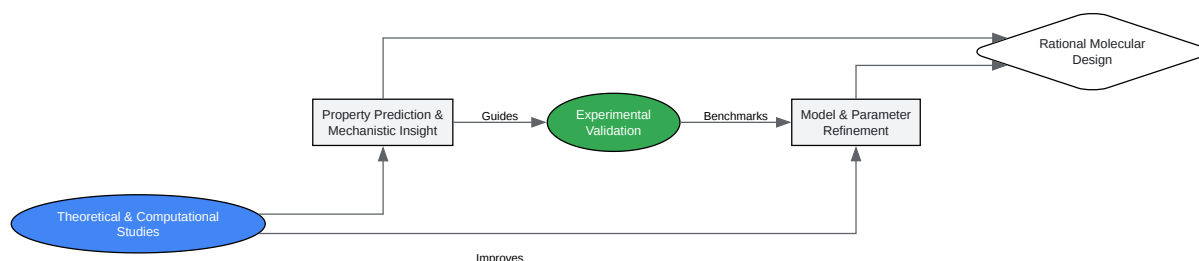 Rational Molecular
Design
Property Prediction &
Mechanistic Insight
Guides
Experimental
Validation
Benchmarks
Model & Parameter
Refinement
Theoretical & Computational
Studies
Improves